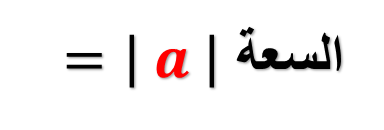 السعة | a | =